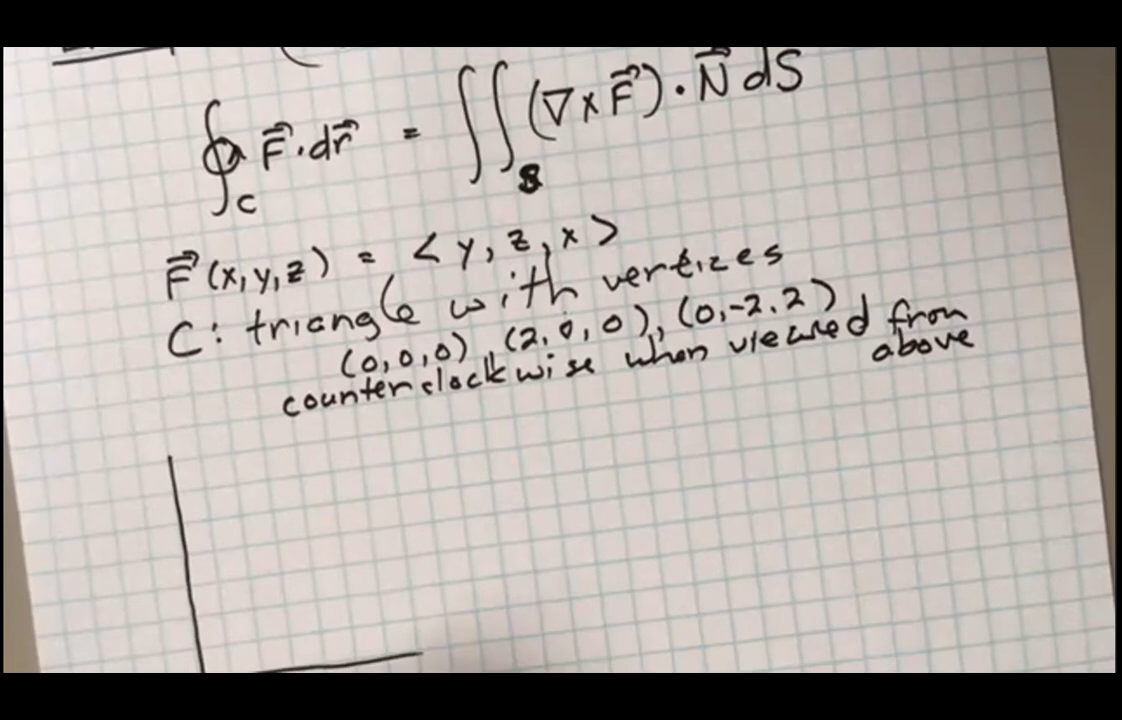 ∮_C F⃗·dr⃗ = ∬_S (∇×F⃗)·N⃗ dS
F⃗(x,y,z) = <y, z, x>
C: triangle with vertizes
(0,0,0), (2,0,0), (0,-2,2)
counterclockwise when viewed from
above